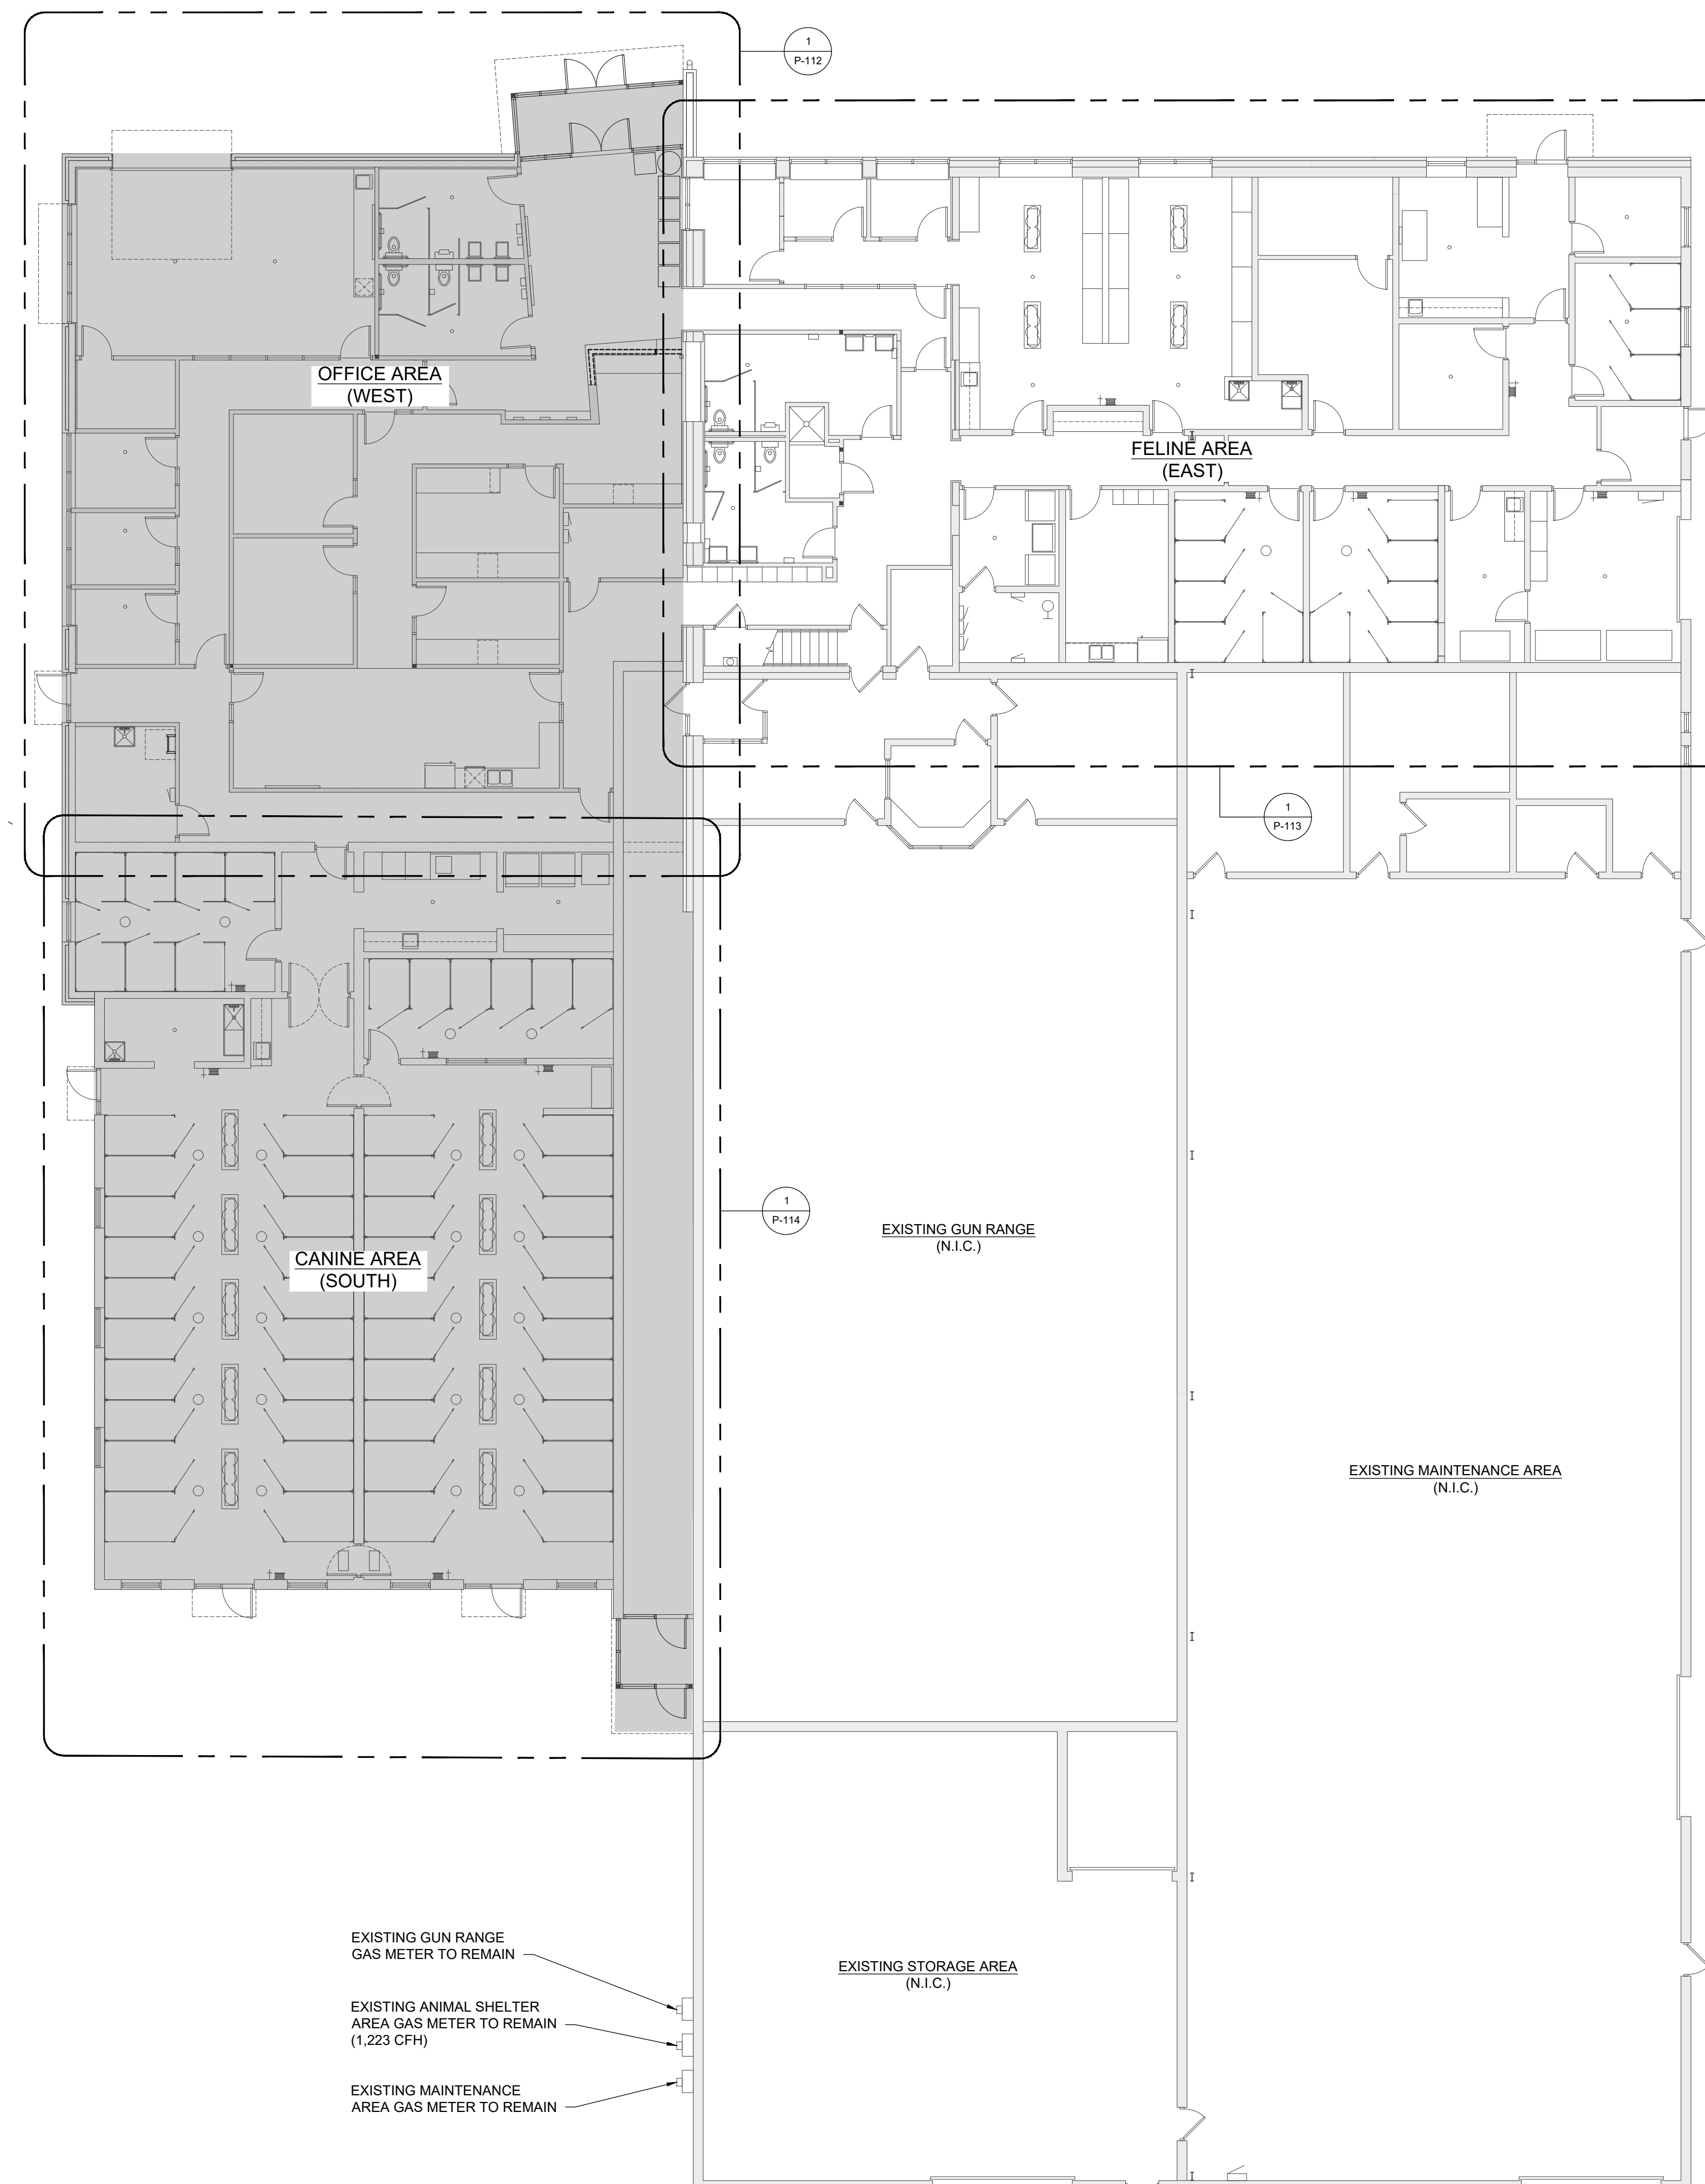 1
P-112
OFFICE AREA
(WEST)
FELINE AREA
(EAST)
1
P-113
1
P-114
EXISTING GUN RANGE
(N.I.C.)
CANINE AREA
(SOUTH)
EXISTING MAINTENANCE AREA
(N.I.C.)
EXISTING GUN RANGE
GAS METER TO REMAIN
EXISTING STORAGE AREA
(N.I.C.)
EXISTING ANIMAL SHELTER
AREA GAS METER TO REMAIN
(1,223 CFH)
EXISTING MAINTENANCE
AREA GAS METER TO REMAIN